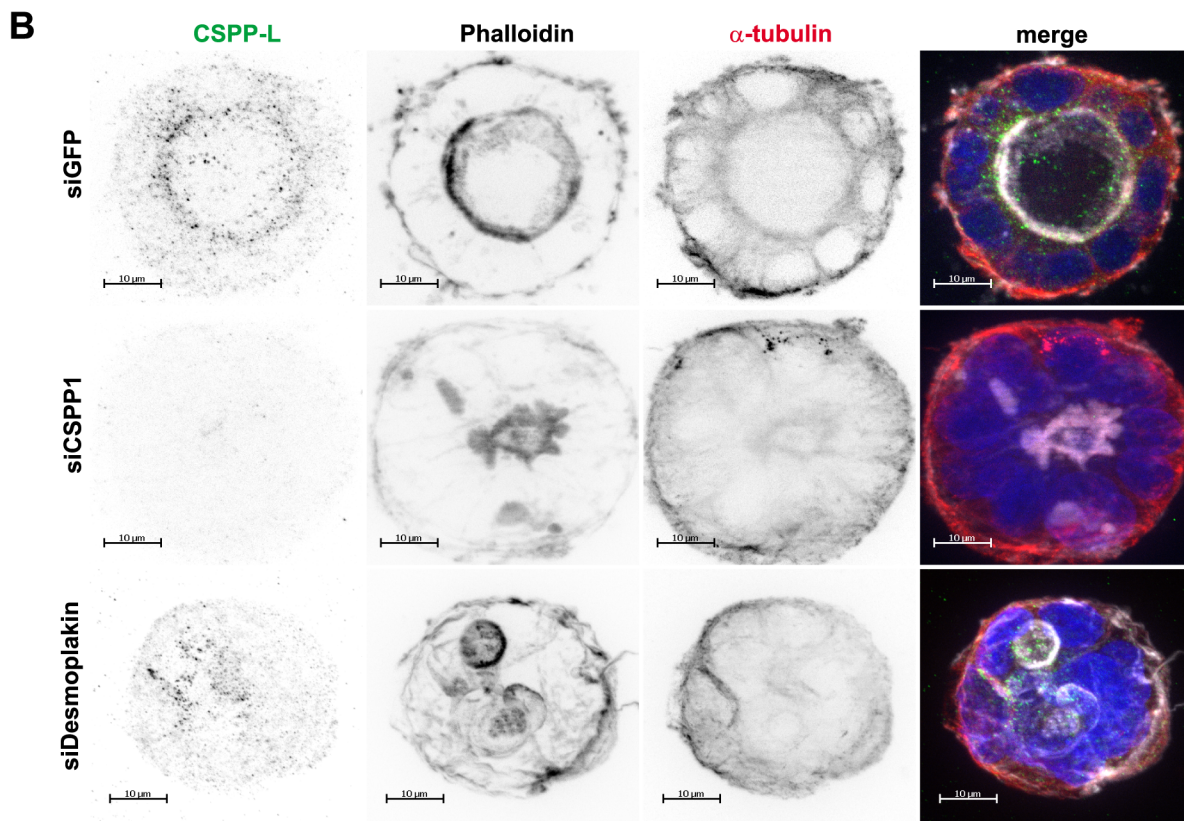 B
CSPP-L
Phalloidin
α-tubulin
merge
siGFP
10 µm
10 µm
10 µm
10 µm
siCSPP1
10 µm
10 µm
10 µm
10 µm
siDesmoplakin
10 µm
10 µm
10 µm
10 µm